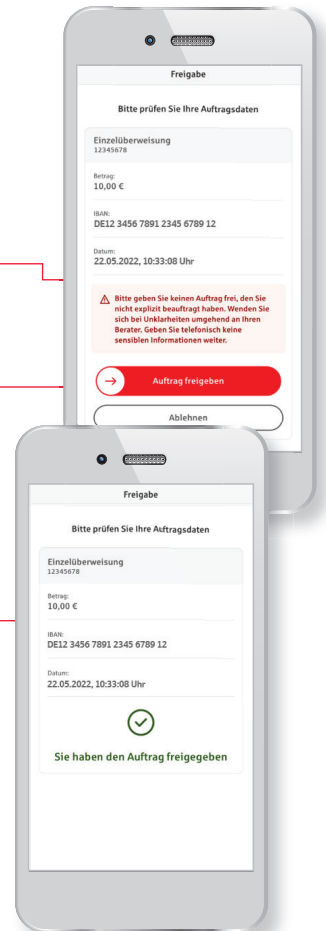 Freigabe
Bitte prüfen Sie Ihre Auftragsdaten
Einzelüberweisung
12345678
Betrag:
10,00 €
IBAN:
DE12 3456 7891 2345 6789 12
Datum:
22.05.2022, 10:33:08 Uhr
Bitte geben Sie keinen Auftrag frei, den Sie
nicht explizit beauftragt haben. Wenden Sie
sich bei Unklarheiten umgehend an Ihren
Berater. Geben Sie telefonisch keine
sensiblen Informationen weiter.
Auftrag freigeben
Ablehnen
Freigabe
Bitte prüfen Sie Ihre Auftragsdaten
Einzelüberweisung
12345678
Betrag:
10,00 €
IBAN:
DE12 3456 7891 2345 6789 12
Datum:
22.05.2022, 10:33:08 Uhr
Sie haben den Auftrag freigegeben